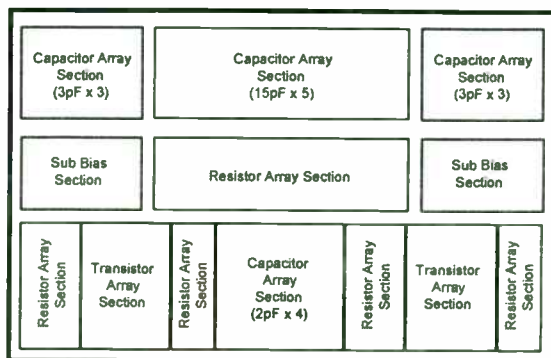 Capacitor Array
Section
(3pF x 3)
Capacitor Array
Section
(15pF x 5)
Capacitor Array
Section
(3pF x 3)
Sub Bias
Section
Resistor Array Section
Sub Bias
Section
Resistor Array
Section
Transistor
Array
Section
Resistor Array
Section
Capacitor
Array
Section
(2pF x 4)
Resistor Array
Section
Transistor
Array
Section
Resistor Array
Section